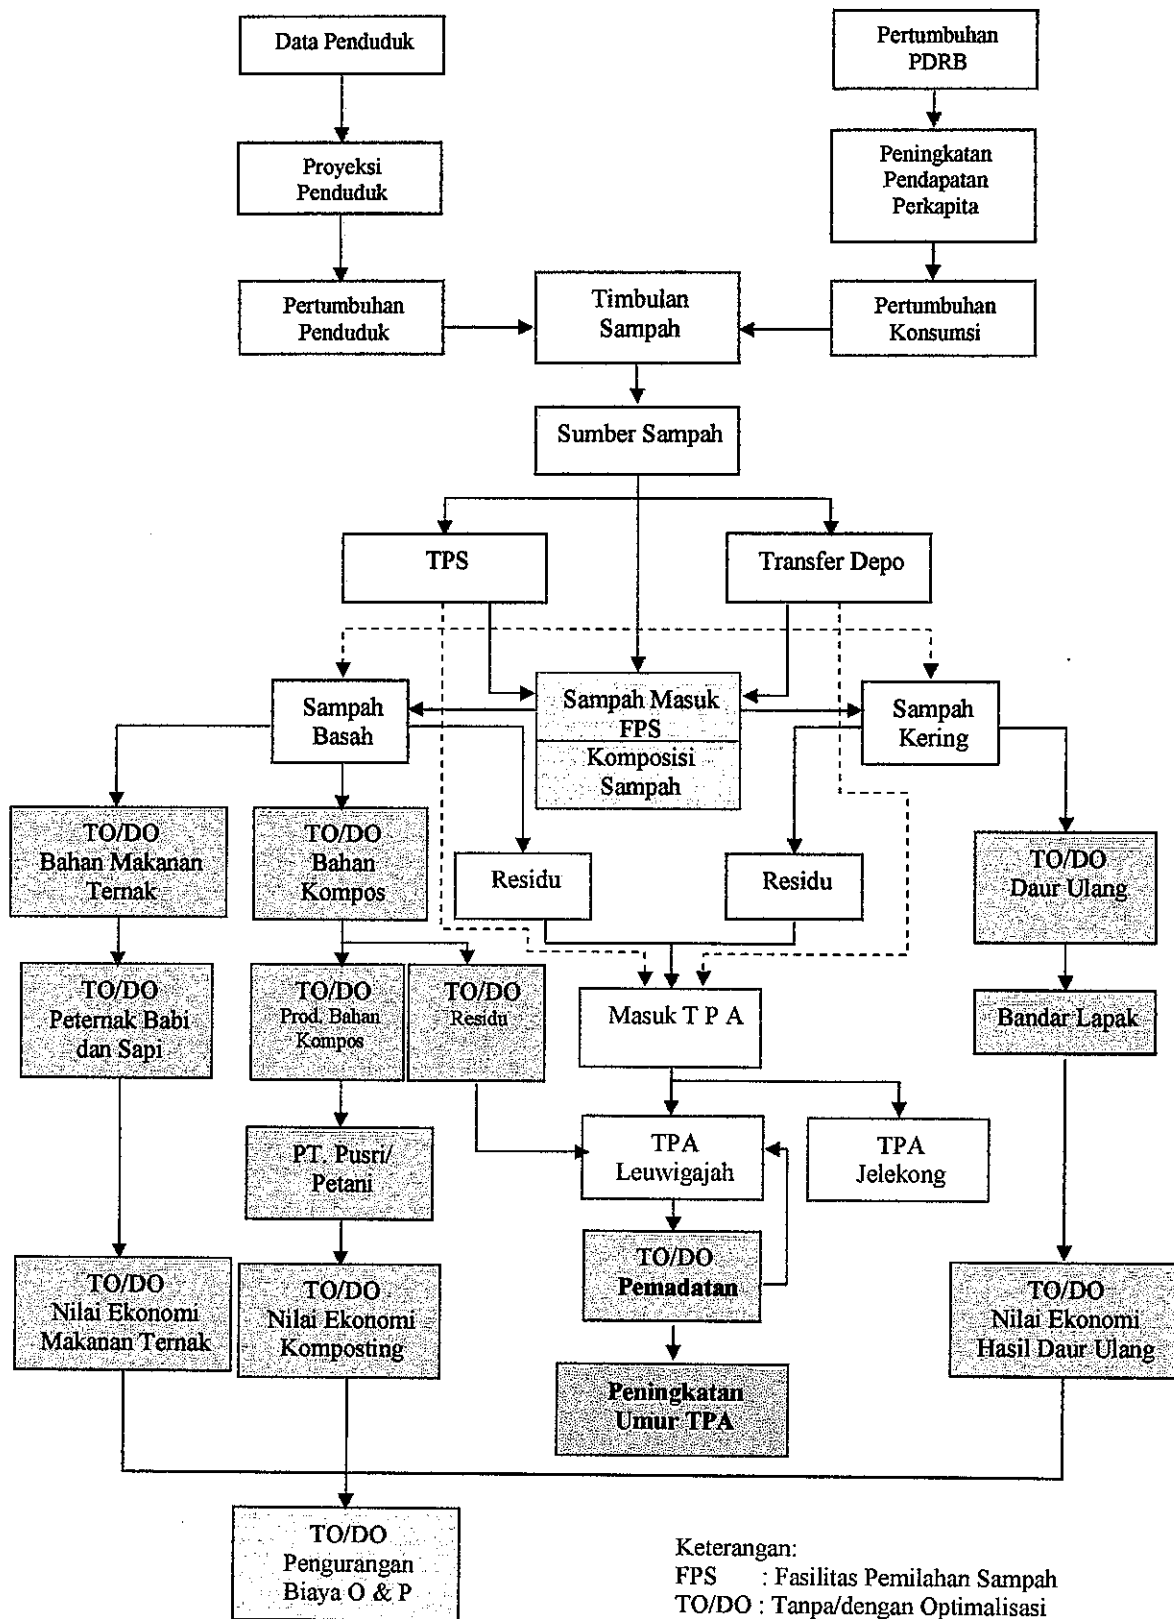 Data Penduduk
Pertumbuhan
PDRB
Proyeksi
Penduduk
Peningkatan
Pendapatan
Perkapita
Pertumbuhan
Penduduk
Timbulan
Sampah
Pertumbuhan
Konsumsi
Sumber Sampah
TPS
Transfer Depo
Sampah
Basah
Sampah Masuk
FPS
Komposisi
Sampah
Sampah
Kering
TO/DO
Bahan Makanan
Ternak
TO/DO
Bahan
Kompos
Residu
Residu
TO/DO
Daur Ulang
TO/DO
Peternak Babi
dan Sapi
TO/DO
Prod. Bahan
Kompos
TO/DO
Residu
Masuk T P A
Bandar Lapak
PT. Pusri/
Petani
TPA
Leuwigajah
TPA
Jelekong
TO/DO
Nilai Ekonomi
Makanan Ternak
TO/DO
Nilai Ekonomi
Komposting
TO/DO
Pemadatan
TO/DO
Nilai Ekonomi
Hasil Daur Ulang
Peningkatan
Umur TPA
TO/DO
Pengurangan
Biaya O & P
Keterangan:
FPS : Fasilitas Pemilahan Sampah
TO/DO : Tanpa/dengan Optimalisasi